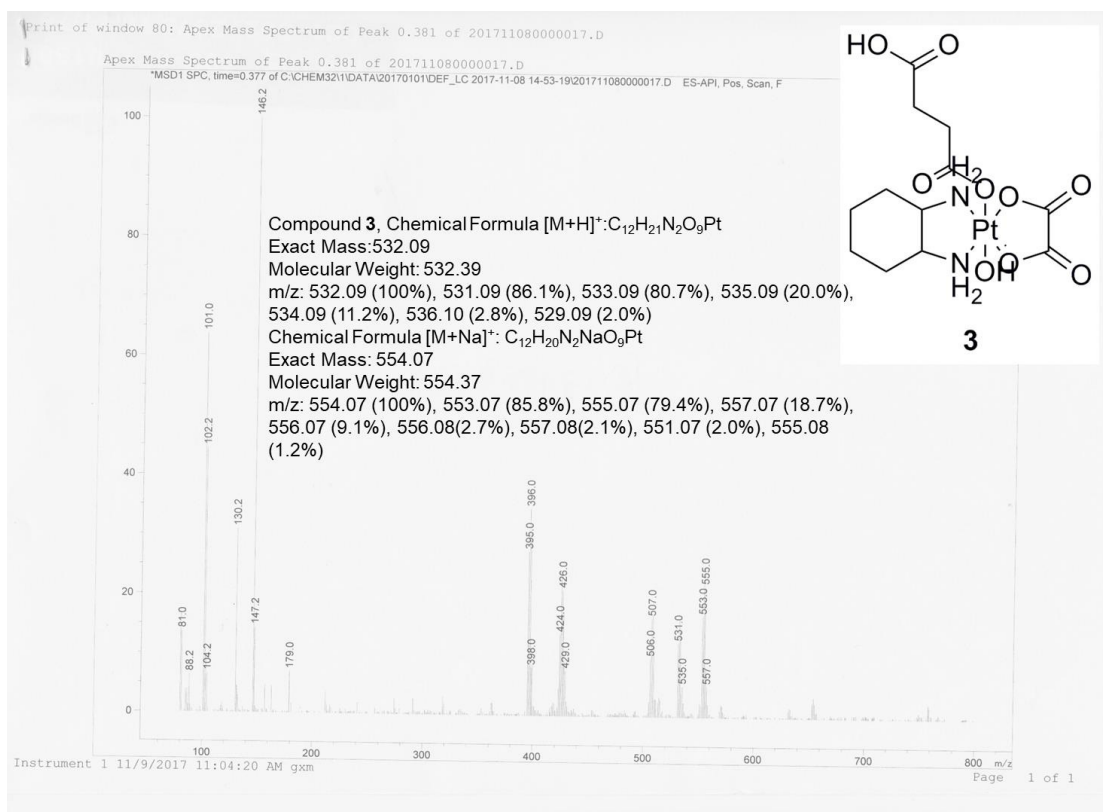 Print of window 80: Apex Mass Spectrum of Peak 0.381 of 201711080000017.D
Apex Mass Spectrum of Peak 0.381 of 201711080000017.D
*MSD1 SPC, time=0.377 of C:\CHEM32\1\DATA\20170101\DEF_LC 2017-11-08 14-53-19\201711080000017.D ES-API, Pos, Scan, F
HO
O
O
H2
N
O
O
O
Pt
N
H2
OH
O
O
3
Compound 3, Chemical Formula [M+H]+:C12H21N2O9Pt
Exact Mass:532.09
Molecular Weight: 532.39
m/z: 532.09 (100%), 531.09 (86.1%), 533.09 (80.7%), 535.09 (20.0%),
534.09 (11.2%), 536.10 (2.8%), 529.09 (2.0%)
Chemical Formula [M+Na]+: C12H20N2NaO9Pt
Exact Mass: 554.07
Molecular Weight: 554.37
m/z: 554.07 (100%), 553.07 (85.8%), 555.07 (79.4%), 557.07 (18.7%),
556.07 (9.1%), 556.08(2.7%), 557.08(2.1%), 551.07 (2.0%), 555.08
(1.2%)
100
80
60
40
20
0
81.0
88.2
101.0
102.2
104.2
130.2
146.2
147.2
179.0
395.0
396.0
398.0
424.0
426.0
429.0
506.0
507.0
531.0
535.0
553.0
555.0
557.0
100
200
300
400
500
600
700
800
m/z
Instrument 1 11/9/2017 11:04:20 AM gxm
Page 1 of 1